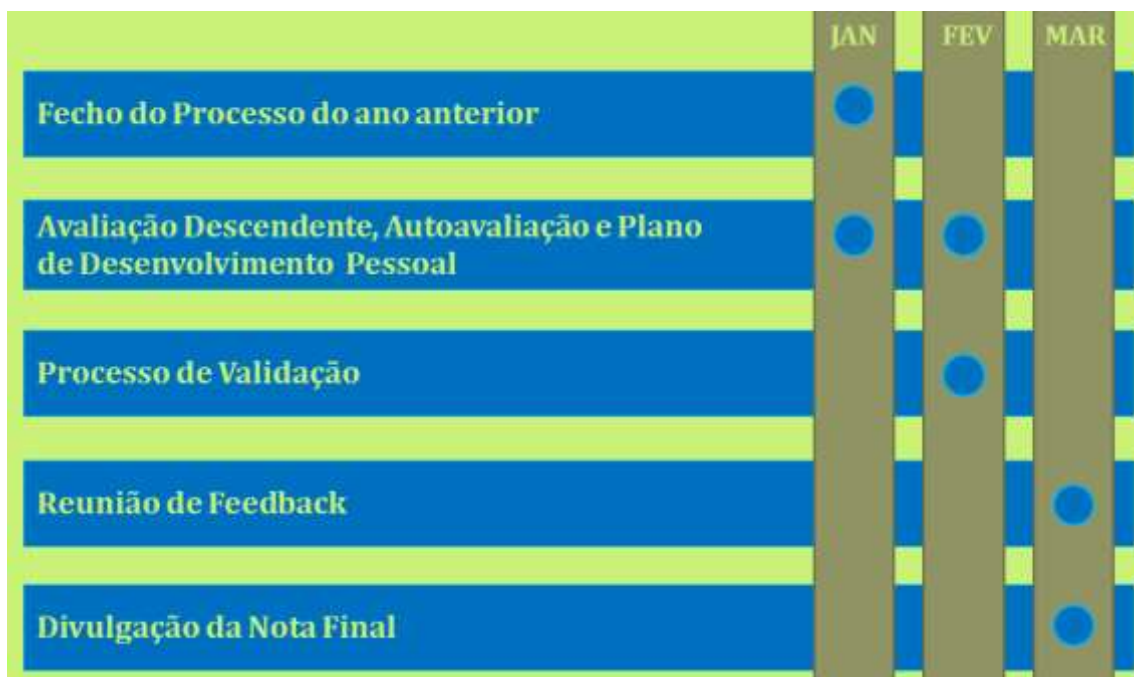 JAN FEV MAR
Fecho do Processo do ano anterior
Avaliação Descendente, Autoavaliação e Plano
de Desenvolvimento Pessoal
Processo de Validação
Reunião de Feedback
Divulgação da Nota Final